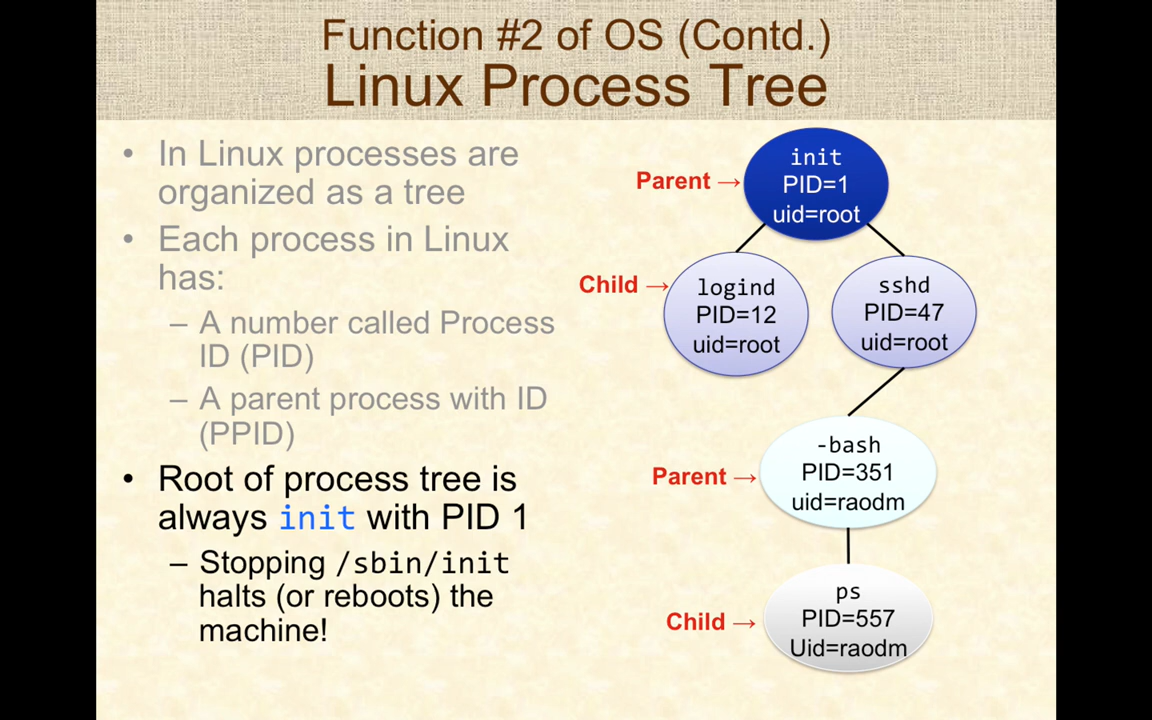 Function #2 of OS (Contd.)
Linux Process Tree
• In Linux processes are
organized as a tree
• Each process in Linux
has:
– A number called Process
ID (PID)
– A parent process with ID
(PPID)
• Root of process tree is
always init with PID 1
– Stopping /sbin/init
halts (or reboots) the
machine!
Parent →
init
PID=1
uid=root
Child →
logind
PID=12
uid=root
sshd
PID=47
uid=root
Parent →
-bash
PID=351
uid=raodm
Child →
ps
PID=557
Uid=raodm